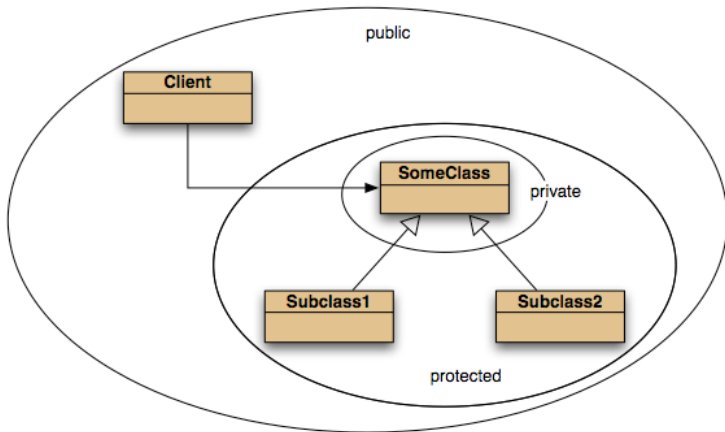 public
Client
SomeClass
private
Subclass1
Subclass2
protected